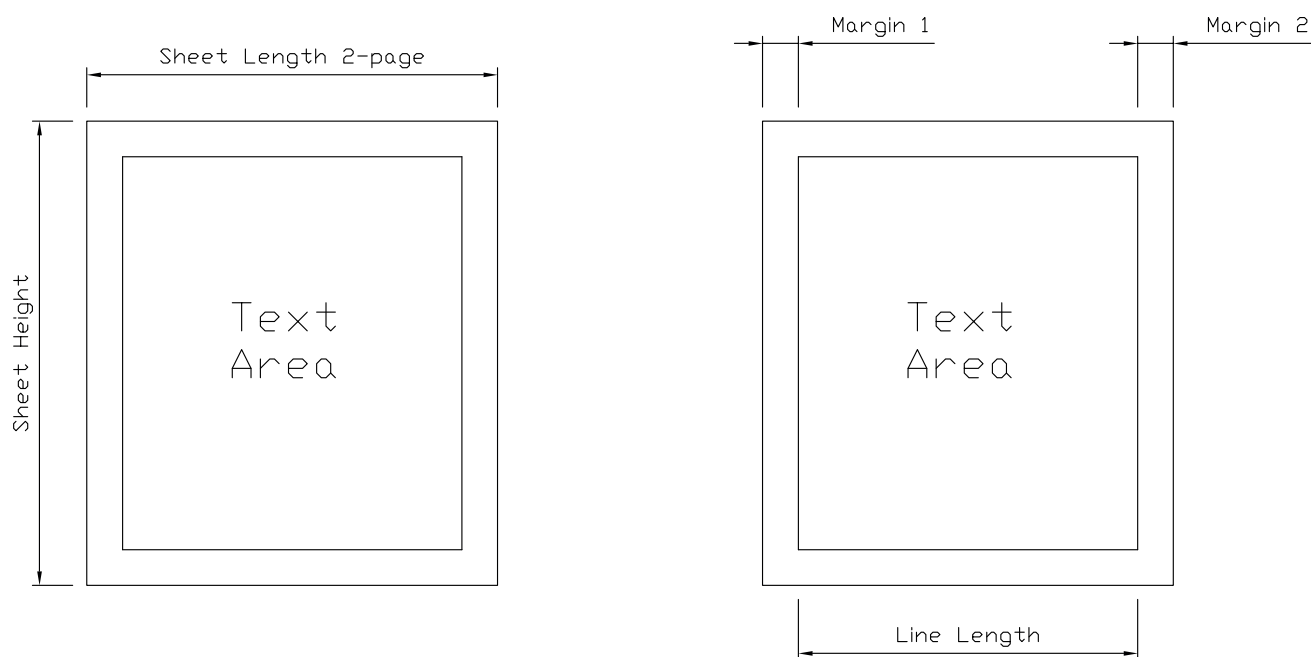 Margin 1
Margin 2
Sheet Length 2-page
Sheet Height
Text
Area
Text
Area
Line Length